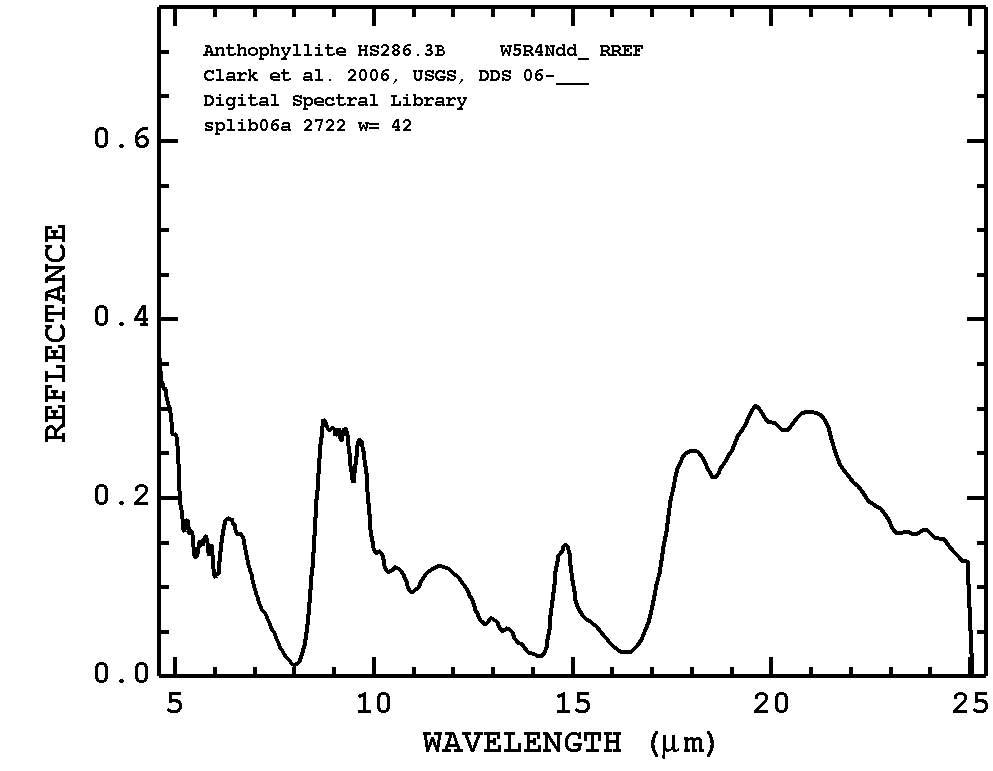 Anthophyllite HS286.3B W5R4Ndd_ RREF
Clark et al. 2006, USGS, DDS 06-___
Digital Spectral Library
splib06a 2722 w= 42
REFLECTANCE
0.6
0.4
0.2
0.0
5 10 15 20 25
WAVELENGTH (μm)